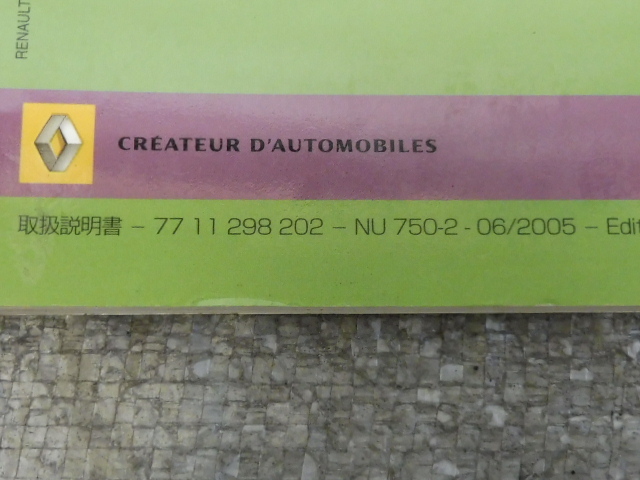 RENAULT
CRÉATEUR D'AUTOMOBILES
取扱説明書 – 77 11 298 202 – NU 750-2 - 06/2005 – Edit